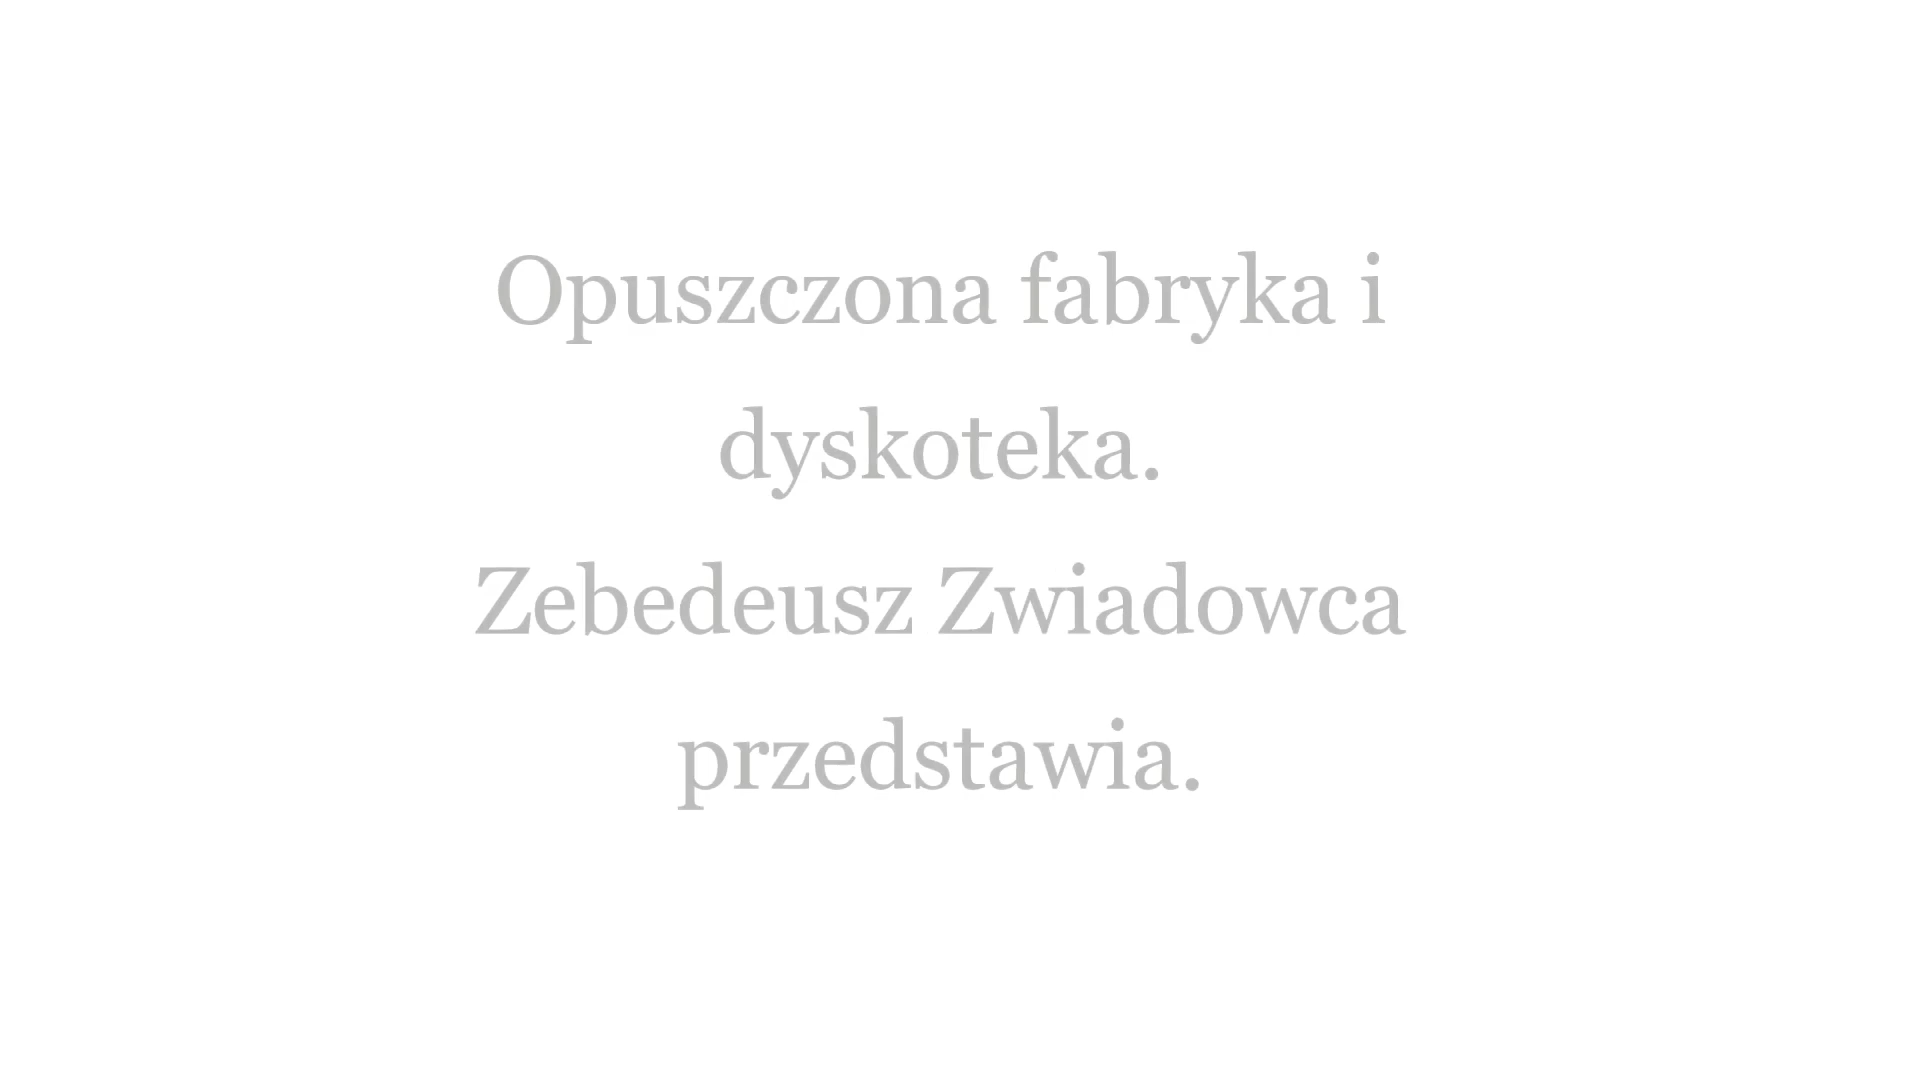 Opuszczona fabryka i
dyskoteka.
Zebedeusz Zwiadowca
przedstawia.